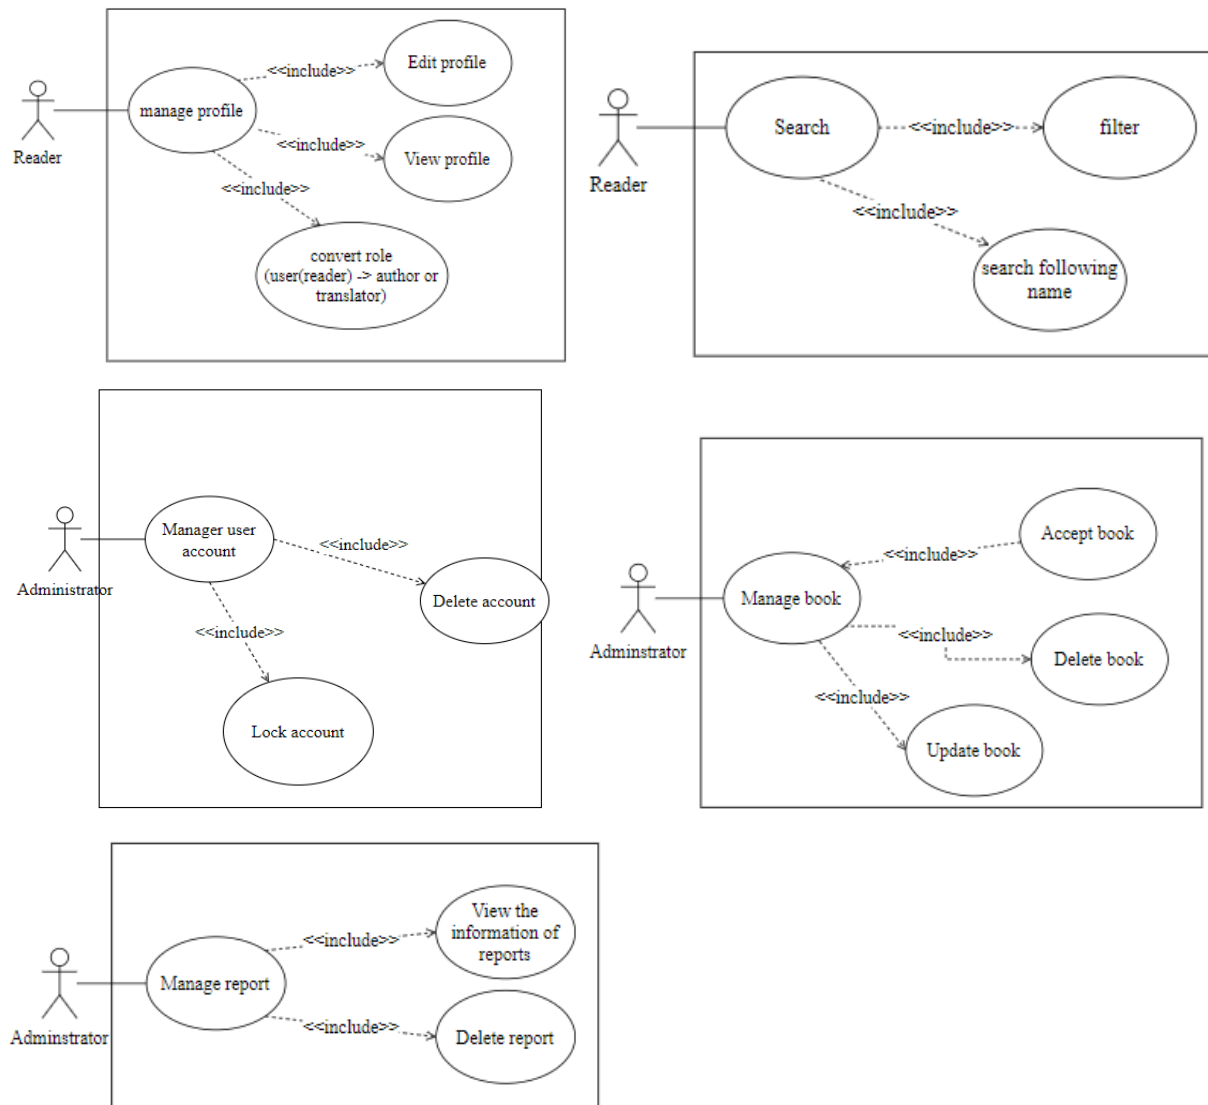 Edit profile
<<include>>
manage profile
<<include>>
View profile
Reader
<<include>>
convert role
(user(reader) -> author or
translator)
Search
<<include>>
filter
Reader
<<include>>
search following
name
Manager user
account
<<include>>
Administrator
Delete account
<<include>>
Lock account
Accept book
<<include>>
Manage book
<<include>>
Adminstrator
Delete book
<<include>>
Update book
View the
information of
reports
<<include>>
Manage report
<<include>>
Adminstrator
Delete report